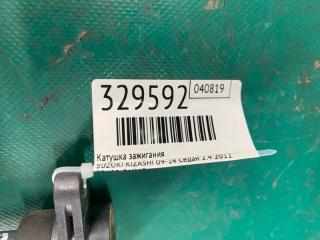 329592
040819
Катушка зажигания
SUZUKI KIZASHI 09-14 Седан 2.4 2011